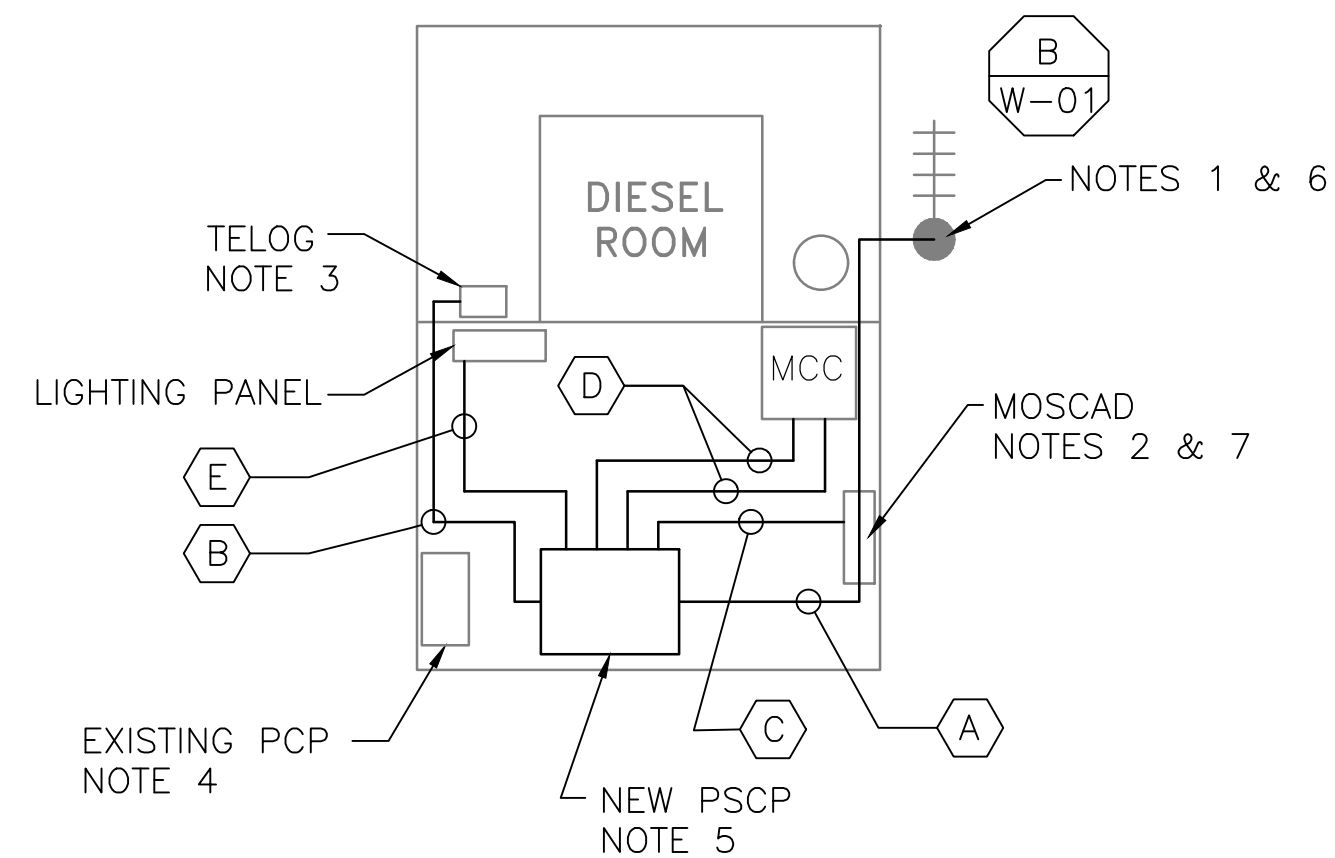 B
W-01
NOTES 1 & 6
DIESEL
ROOM
TELOG
NOTE 3
LIGHTING PANEL
MCC
D
MOSCAD
NOTES 2 & 7
E
B
C
A
EXISTING PCP
NOTE 4
NEW PSCP
NOTE 5